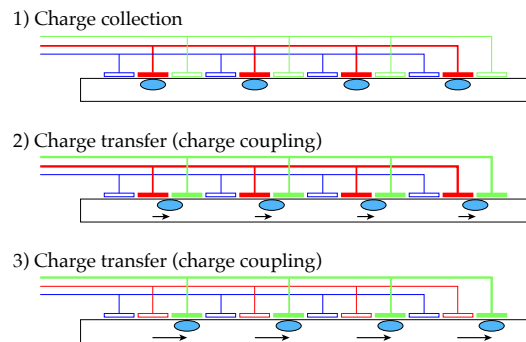 1) Charge collection
2) Charge transfer (charge coupling)
3) Charge transfer (charge coupling)